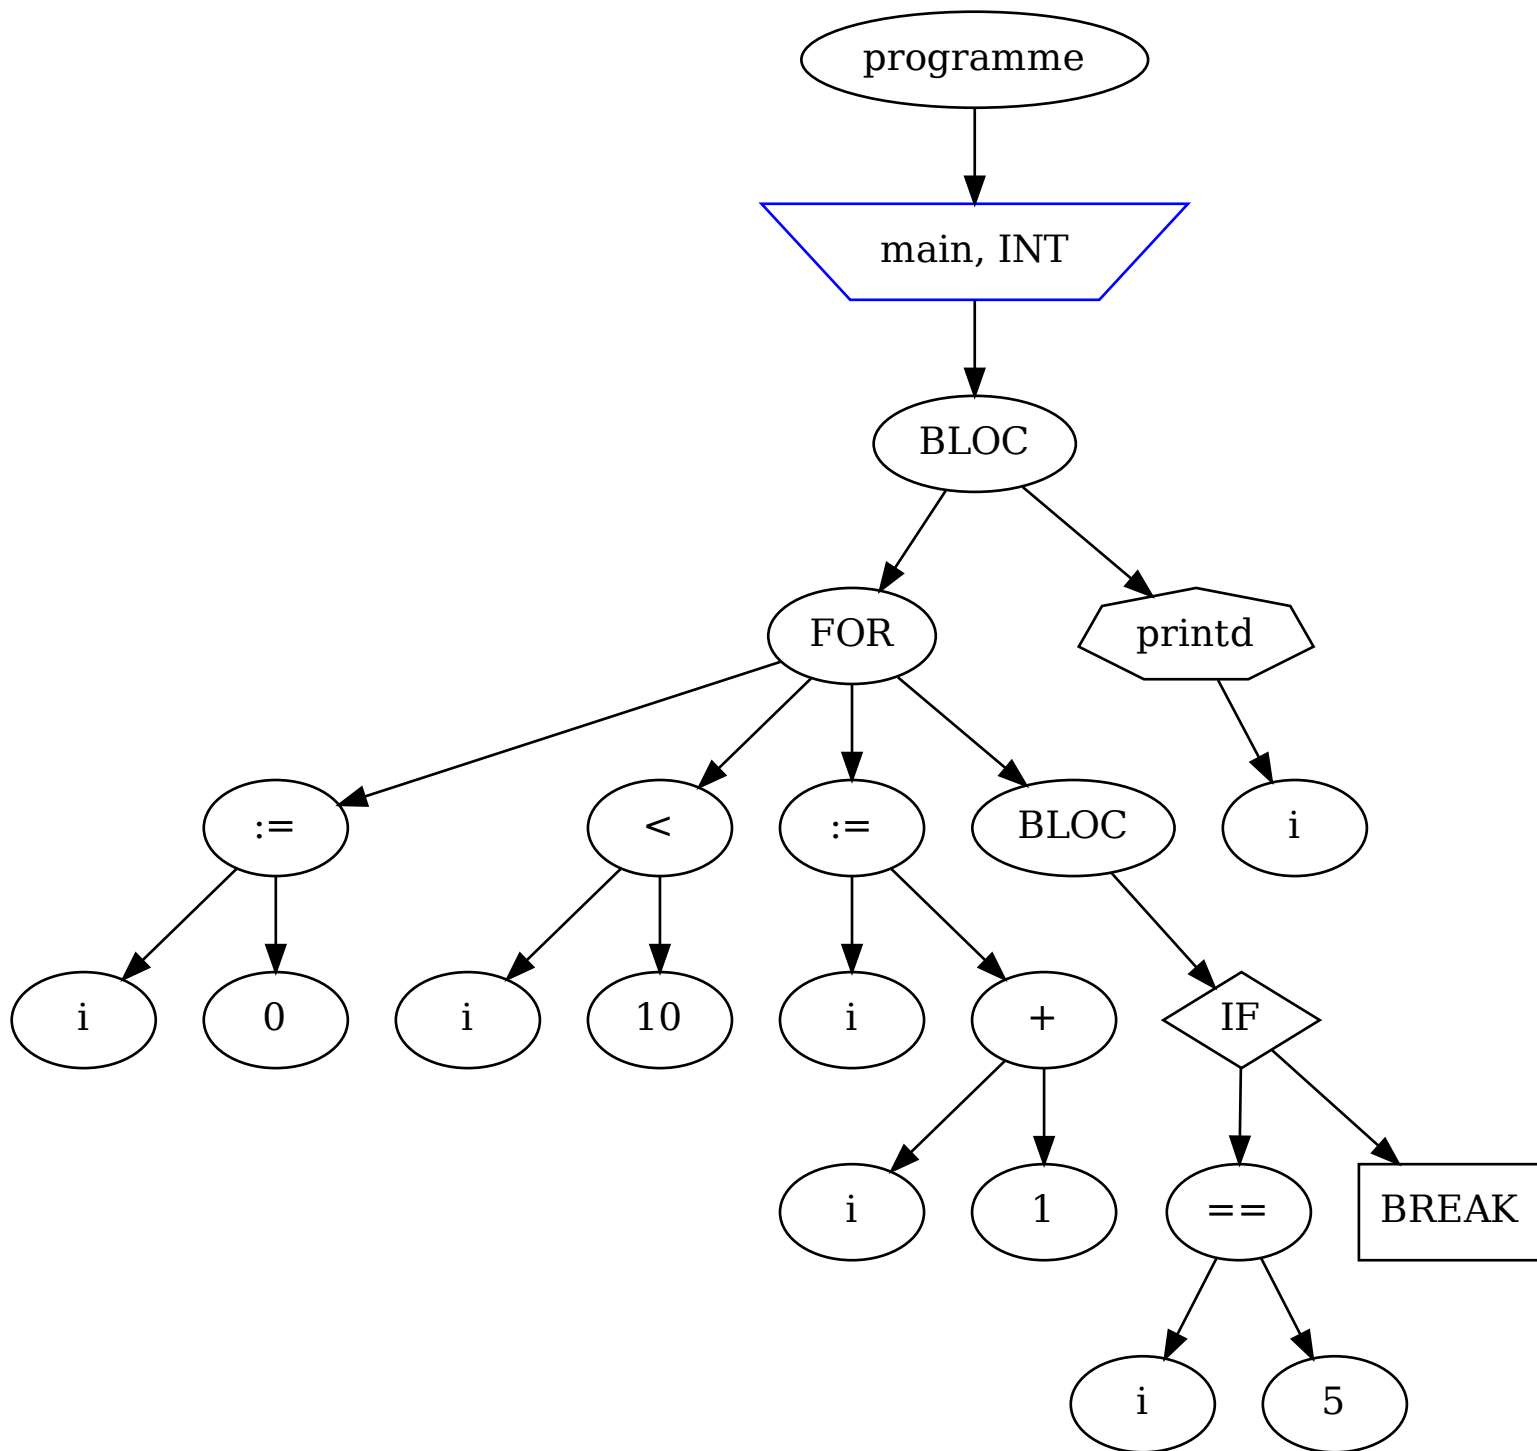 programme
main, INT
BLOC
FOR
printd
:=
<
:=
BLOC
i
i
0
i
10
i
+
IF
i
1
==
BREAK
i
5